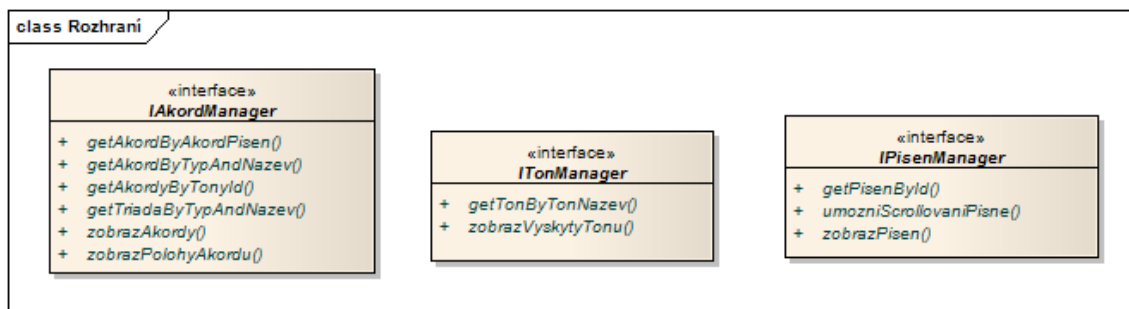 class Rozhraní
«interface»
IAkordManager
+ getAkordByAkordPisen()
+ getAkordByTypAndNazev()
+ getAkordyByTonyId()
+ getTriadaByTypAndNazev()
+ zobrazAkordy()
+ zobrazPolohyAkordu()
«interface»
ITonManager
+ getTonByTonNazev()
+ zobrazVyskytyTonu()
«interface»
IPisenManager
+ getPisenById()
+ umozniScrollovaniPisne()
+ zobrazPisen()